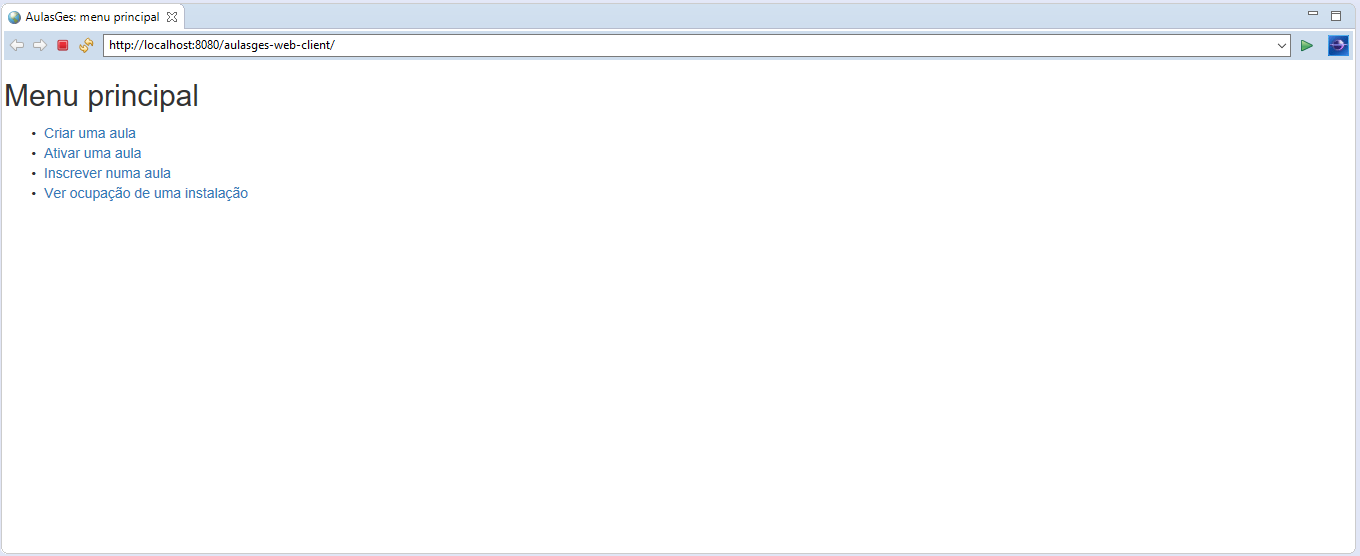 AulasGes: menu principal
http://localhost:8080/aulasges-web-client/
Menu principal
• Criar uma aula
• Ativar uma aula
• Inscrever numa aula
• Ver ocupação de uma instalação